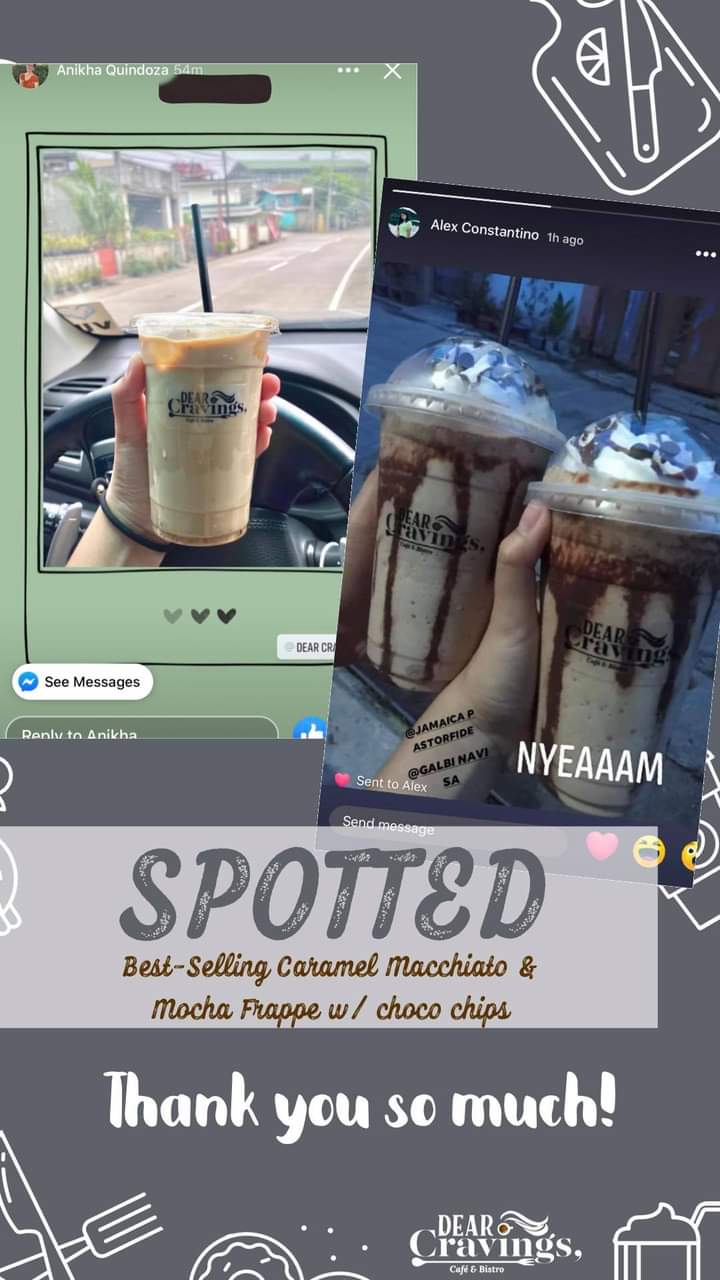 Anikha Quindoza 54m
DEAR
Cravings,
Café & Bistro
@ DEAR CRA
See Messages
Reply to Anikha
Alex Constantino 1h ago
DEAR
Cravings,
Café & Bistro
DEAR
Cravings
@JAMAICA P
ASTORFIDE
@GALBI NAVI
SA
NYEAAAM
Sent to Alex
Send message
SPOTTED
Best-Selling Caramel Macchiato &
Mocha Frappe w/ choco chips
Thank you so much!
DEAR
Cravings,
Café & Bistro